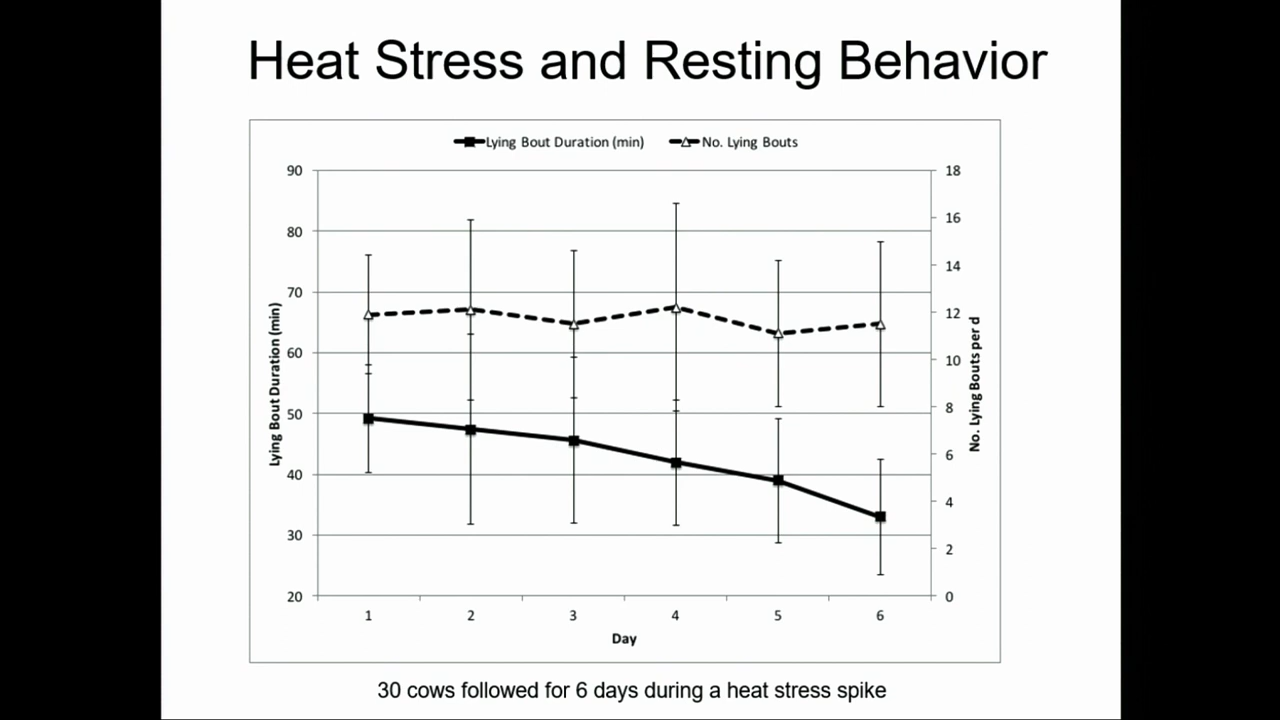 Heat Stress and Resting Behavior
Lying Bout Duration (min) No. Lying Bouts
90 18
80 16
70 14
60 12
50 10
40 8
30 6
20 4
2
0
Lying Bout Duration (min)
No. Lying Bouts per d
1 2 3 4 5 6
Day
30 cows followed for 6 days during a heat stress spike